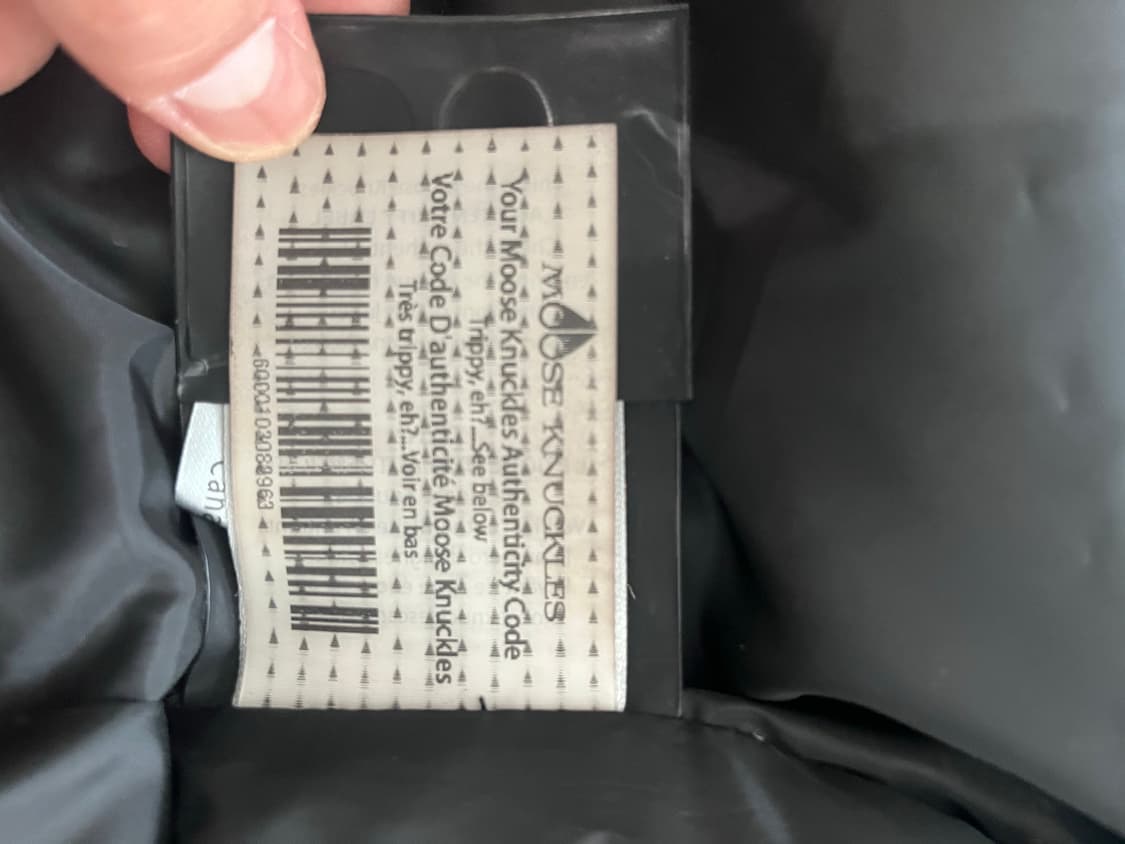 MOOSE KNUCKLES
Your Moose Knuckles Authenticity Code
Trippy, eh?...See below
Votre Code D'authenticité Moose Knuckles
Très trippy, eh?...Voir en bas